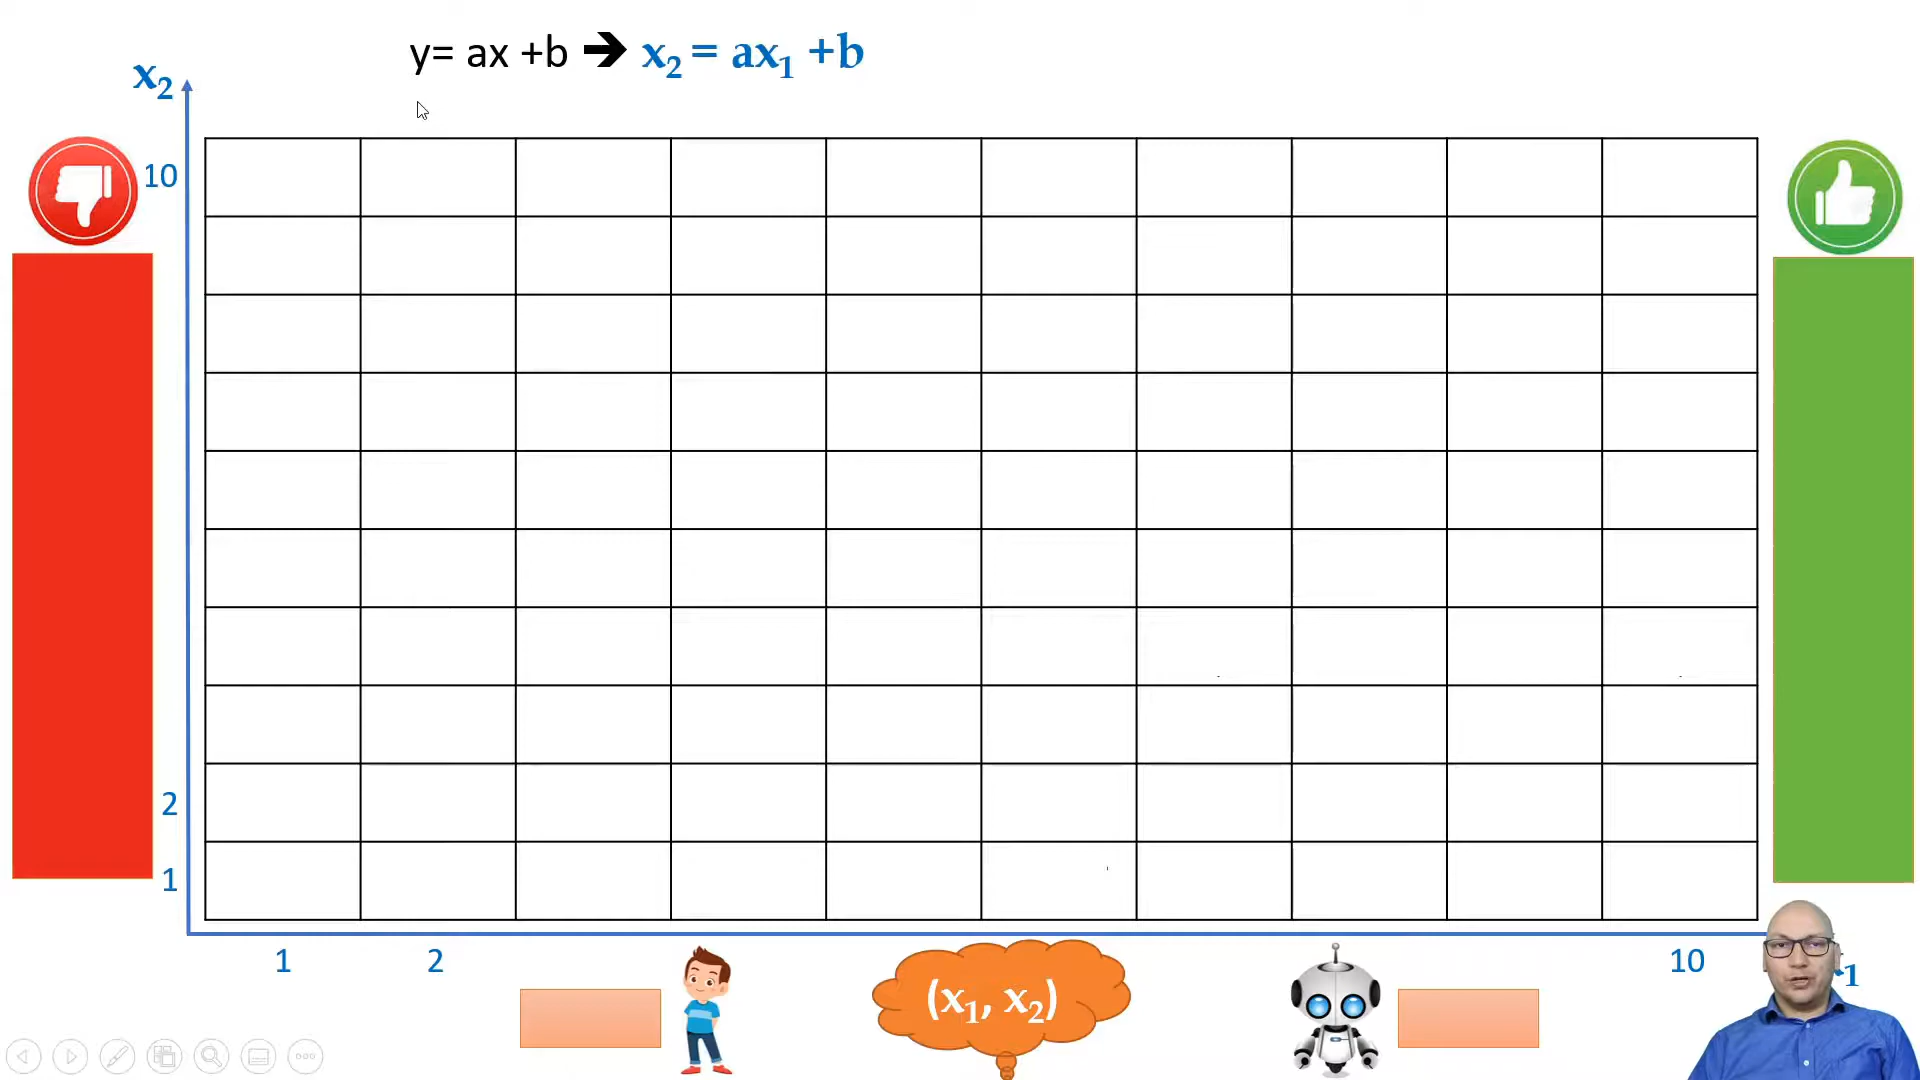 y= ax +b ➔ x₂ = ax₁ +b
x₂
10
2
1
1 2 10
(x₁, x₂)